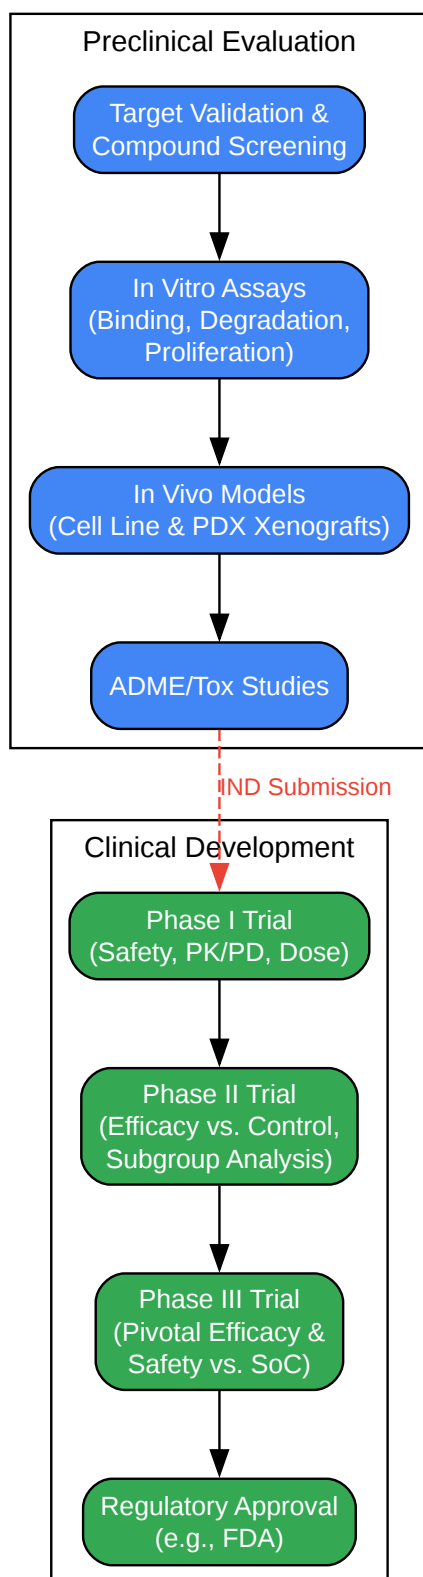 Preclinical Evaluation
Target Validation &
Compound Screening
In Vitro Assays
(Binding, Degradation,
Proliferation)
In Vivo Models
(Cell Line & PDX Xenografts)
ADME/Tox Studies
IND Submission
Clinical Development
Phase I Trial
(Safety, PK/PD, Dose)
Phase II Trial
(Efficacy vs. Control,
Subgroup Analysis)
Phase III Trial
(Pivotal Efficacy &
Safety vs. SoC)
Regulatory Approval
(e.g., FDA)